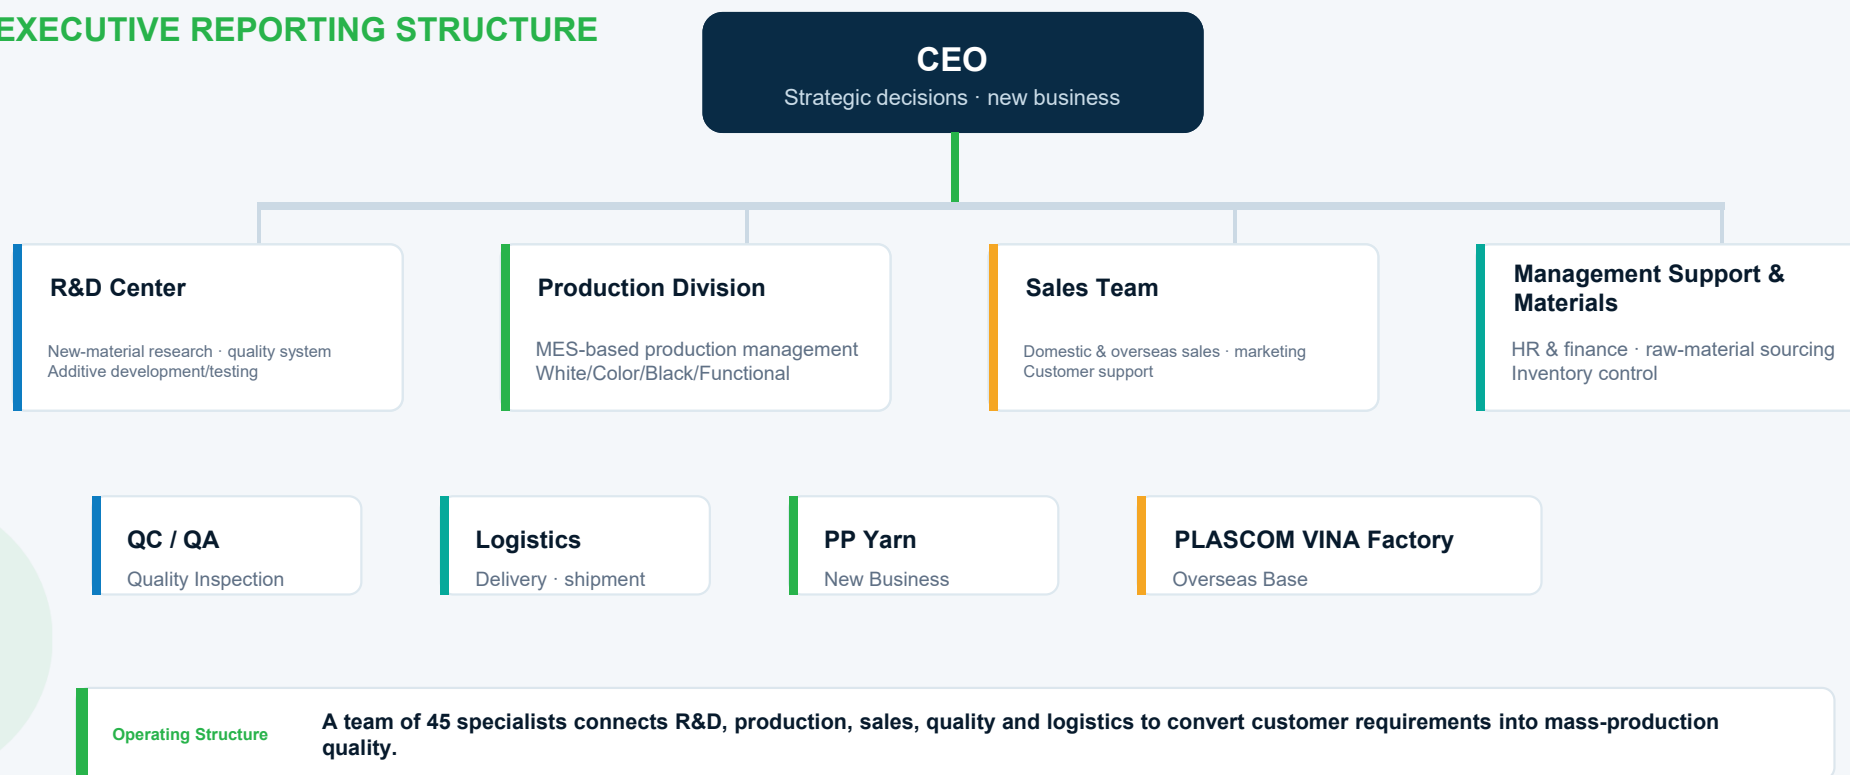 EXECUTIVE REPORTING STRUCTURE
CEO
Strategic decisions · new business
R&D Center
New-material research · quality system
Additive development/testing
Production Division
MES-based production management
White/Color/Black/Functional
Sales Team
Domestic & overseas sales · marketing
Customer support
Management Support &
Materials
HR & finance · raw-material sourcing
Inventory control
QC / QA
Quality Inspection
Logistics
Delivery · shipment
PP Yarn
New Business
PLASCOM VINA Factory
Overseas Base
Operating Structure
A team of 45 specialists connects R&D, production, sales, quality and logistics to convert customer requirements into mass-production
quality.